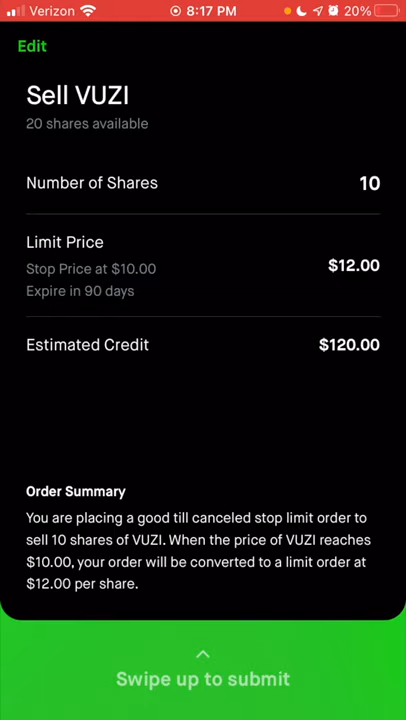 Verizon 8:17 PM 20%
Edit
Sell VUZI
20 shares available
Number of Shares 10
Limit Price
Stop Price at $10.00 $12.00
Expire in 90 days
Estimated Credit $120.00
Order Summary
You are placing a good till canceled stop limit order to
sell 10 shares of VUZI. When the price of VUZI reaches
$10.00, your order will be converted to a limit order at
$12.00 per share.
Swipe up to submit